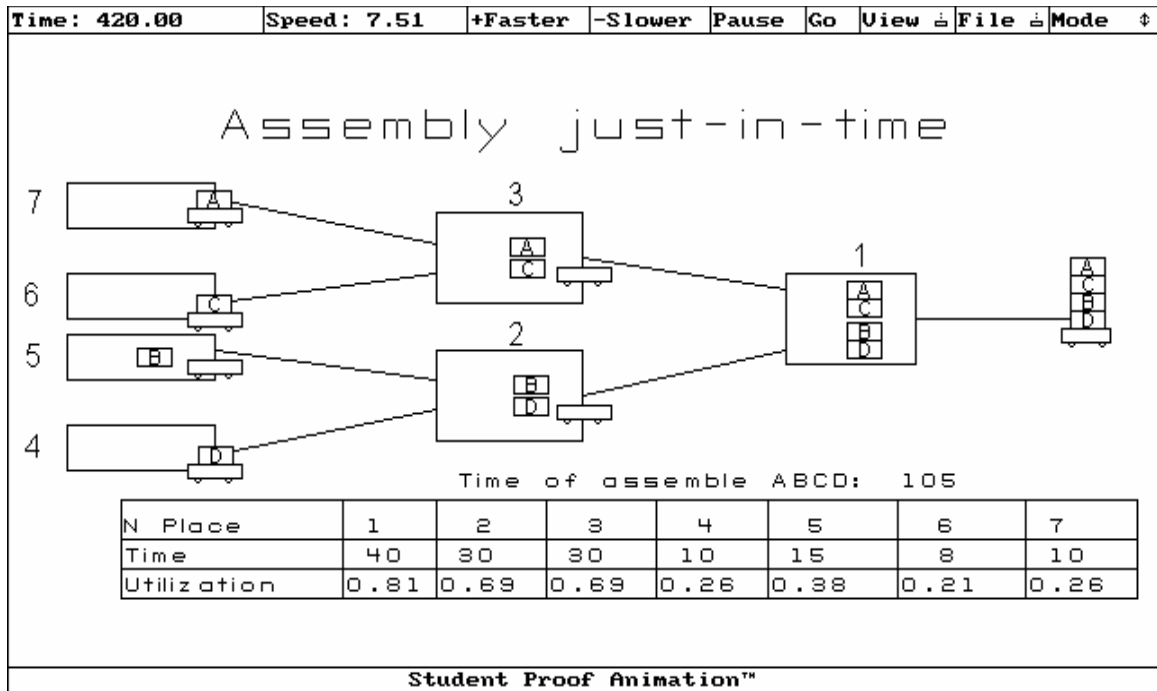 Time: 420.00 Speed: 7.51 +Faster -Slower Pause Go View File Mode
Assembly just-in-time
7 A
3
A
C
6 C
5 B
4 D
2
B
D
1
A
C
B
D
A
C
B
D
Time of assemble ABCD: 105
N Place 1 2 3 4 5 6 7
Time 40 30 30 10 15 8 10
Utilization 0.81 0.69 0.69 0.26 0.38 0.21 0.26
Student Proof Animation™